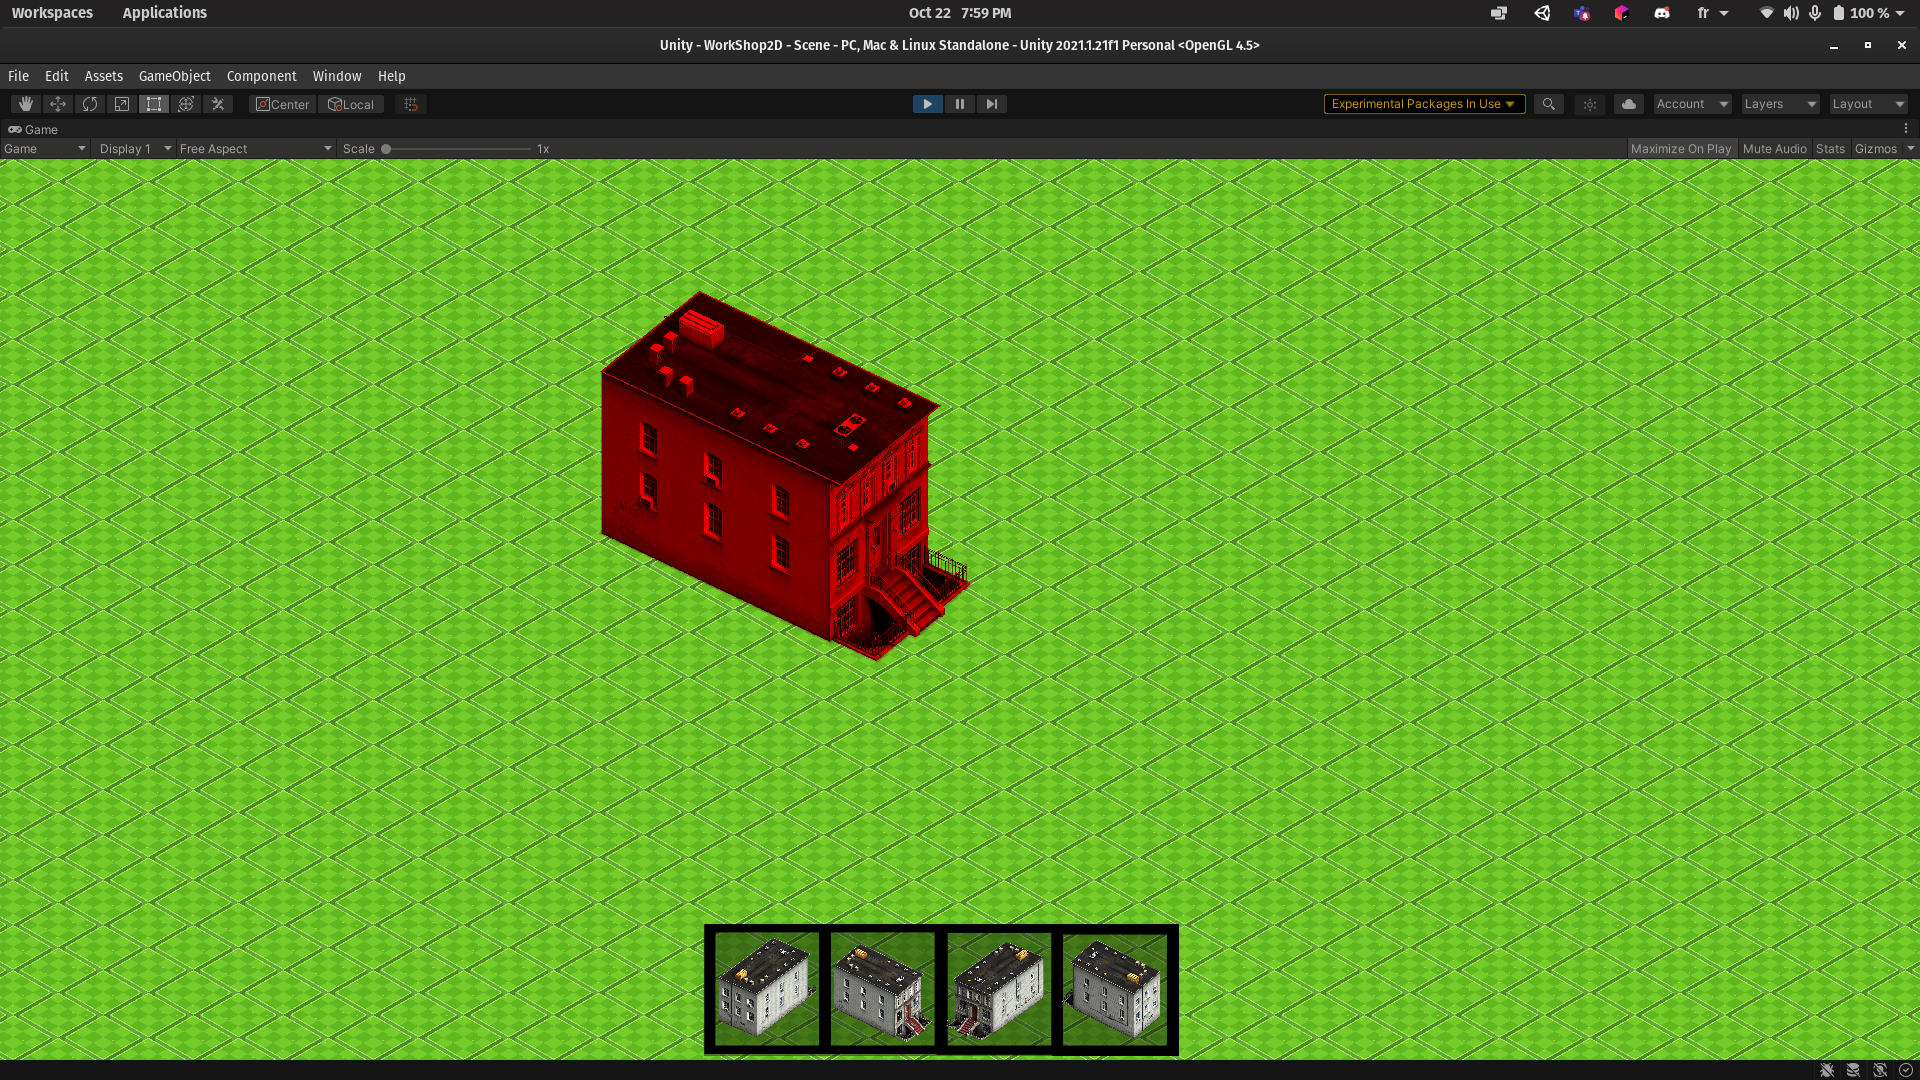 Workspaces Applications Oct 22 7:59 PM fr 100 %
Unity - WorkShop2D - Scene - PC, Mac & Linux Standalone - Unity 2021.1.21f1 Personal <OpenGL 4.5>
File Edit Assets GameObject Component Window Help
Center Local Experimental Packages In Use Account Layers Layout
Game
Game Display 1 Free Aspect Scale 1x Maximize On Play Mute Audio Stats Gizmos